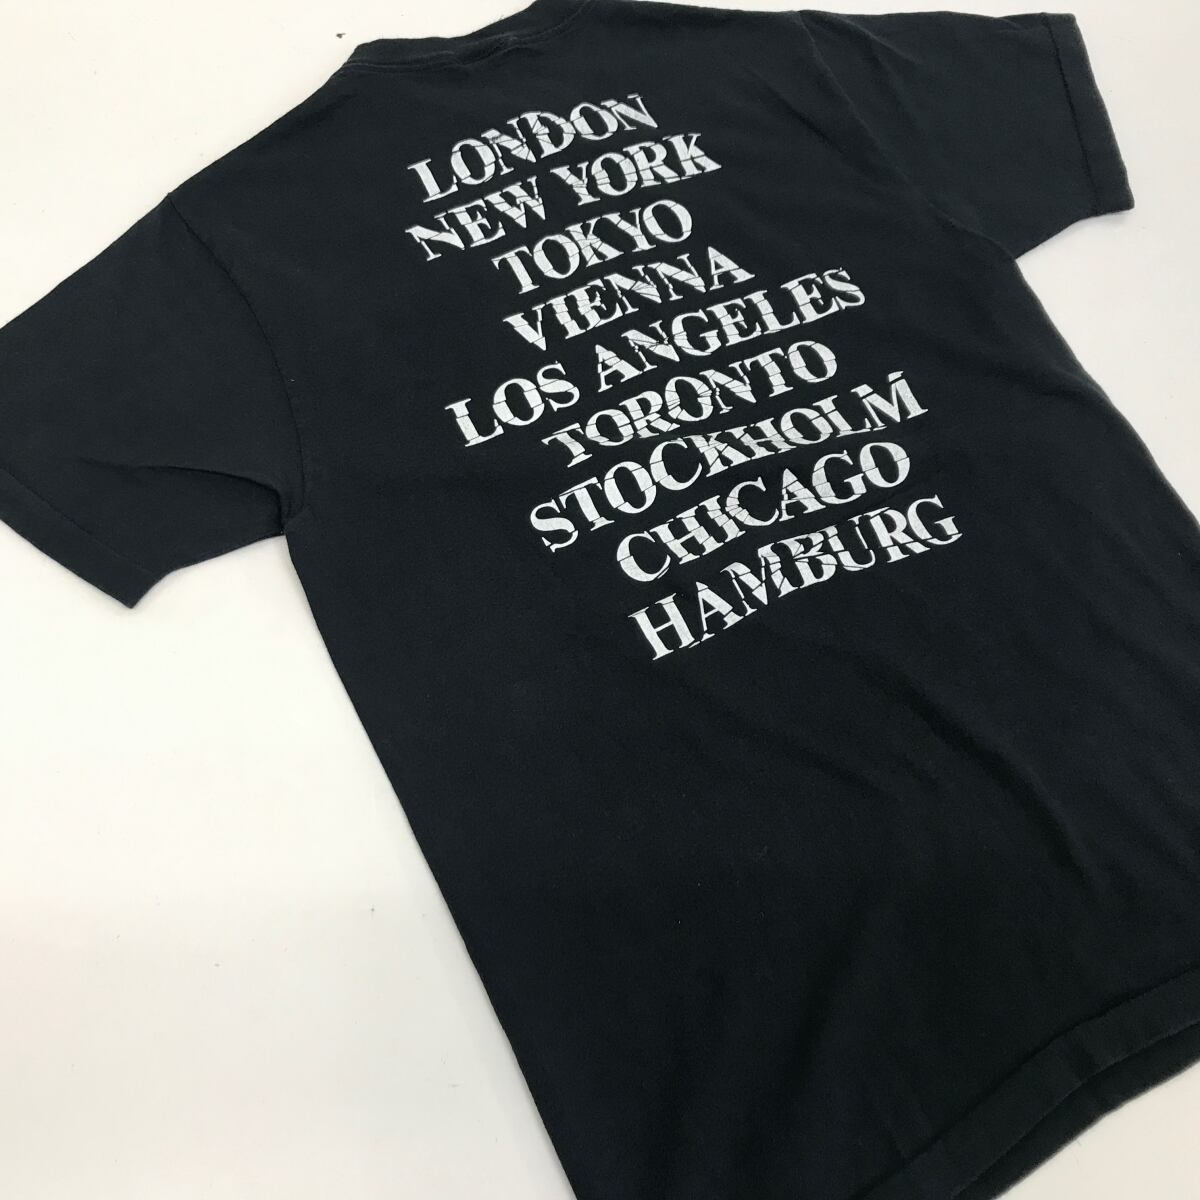 LONDON
NEW YORK
TOKYO
VIENNA
LOS ANGELES
TORONTO
STOCKHOLM
CHICAGO
HAMBURG